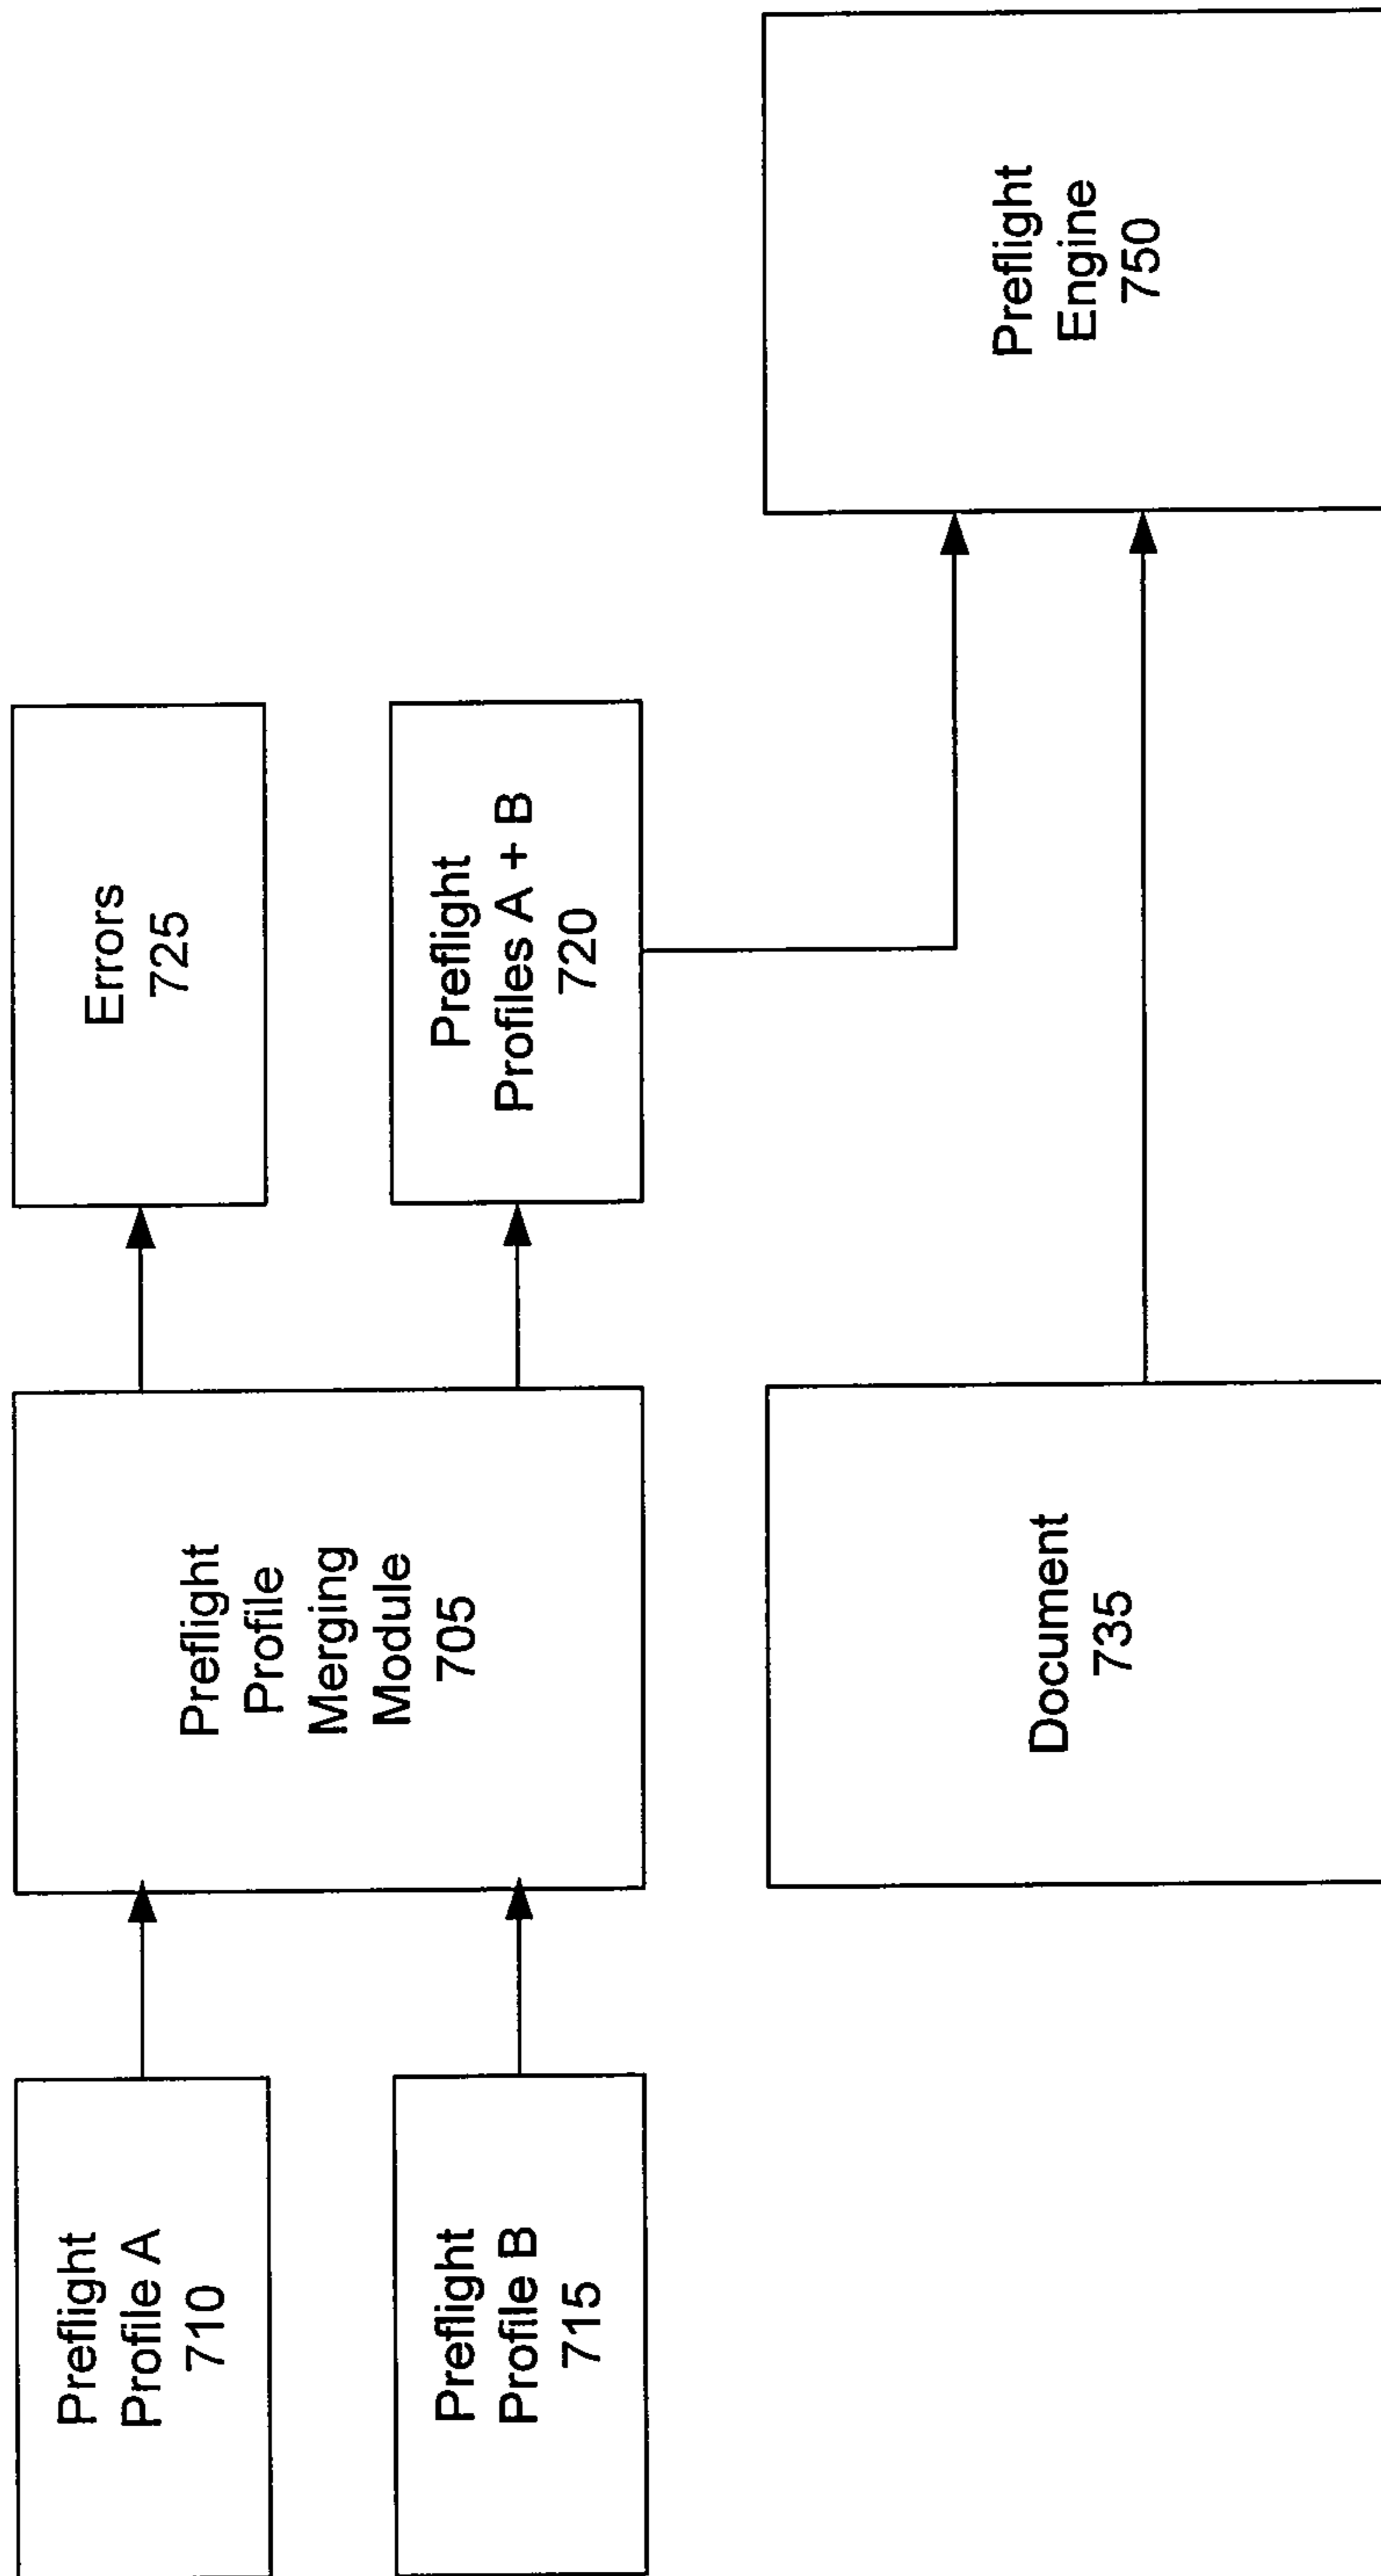 Preflight
Profile A
710
Preflight
Profile B
715
Preflight
Profile
Merging
Module
705
Errors
725
Preflight
Profiles A + B
720
Document
735
Preflight
Engine
750